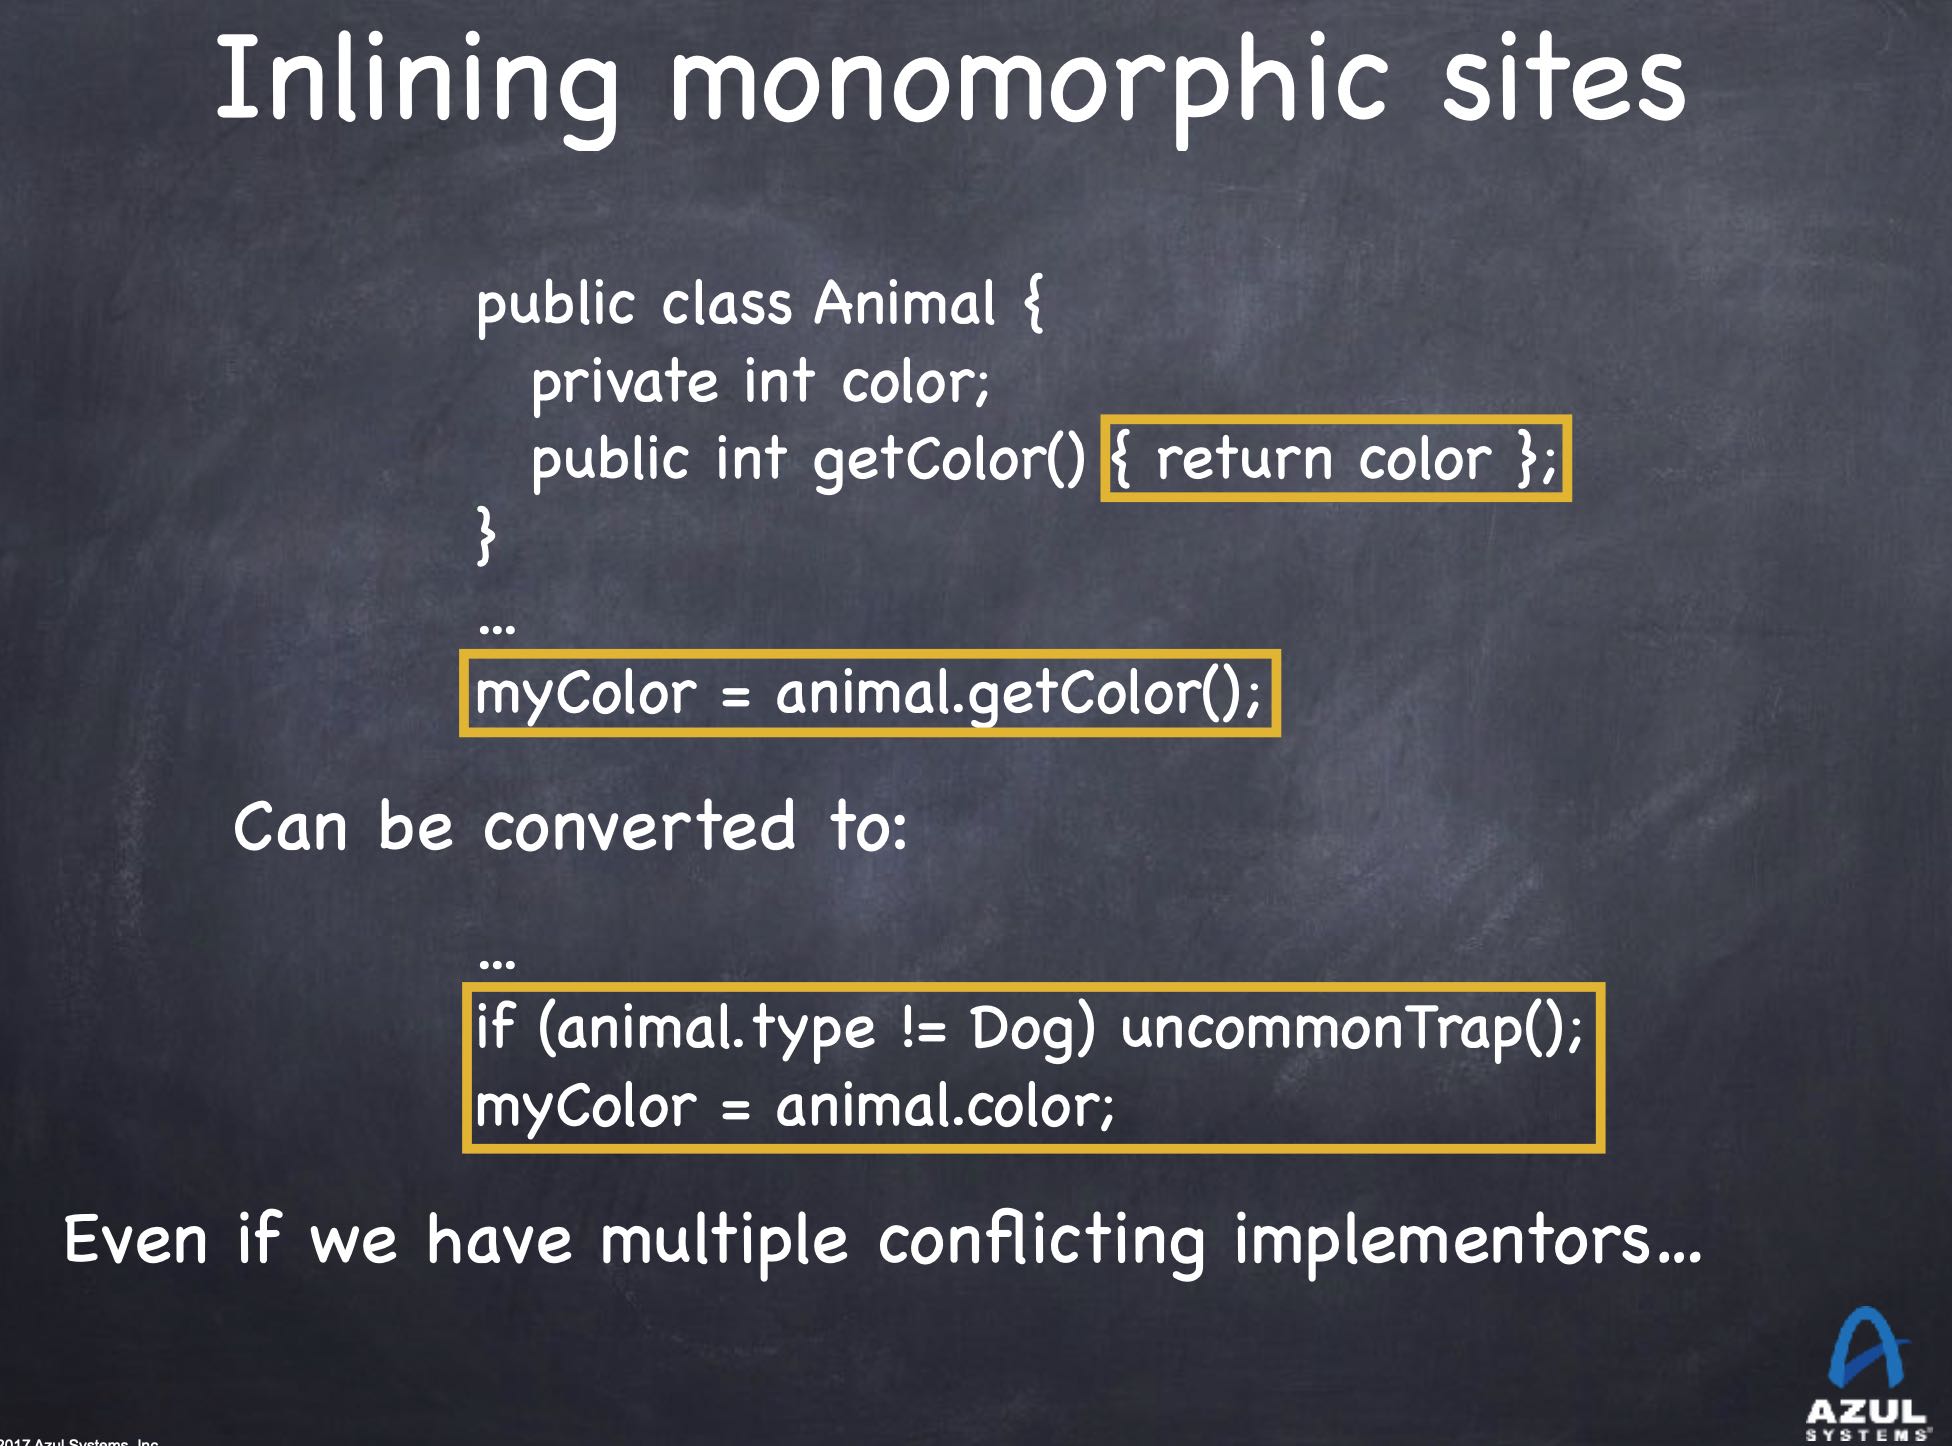 Inlining monomorphic sites
public class Animal {
private int color;
public int getColor() { return color };
}
...
myColor = animal.getColor();
Can be converted to:
...
if (animal.type != Dog) uncommonTrap();
myColor = animal.color;
Even if we have multiple conflicting implementors...
AZUL
SYSTEMS
2017 Azul Systems, Inc.